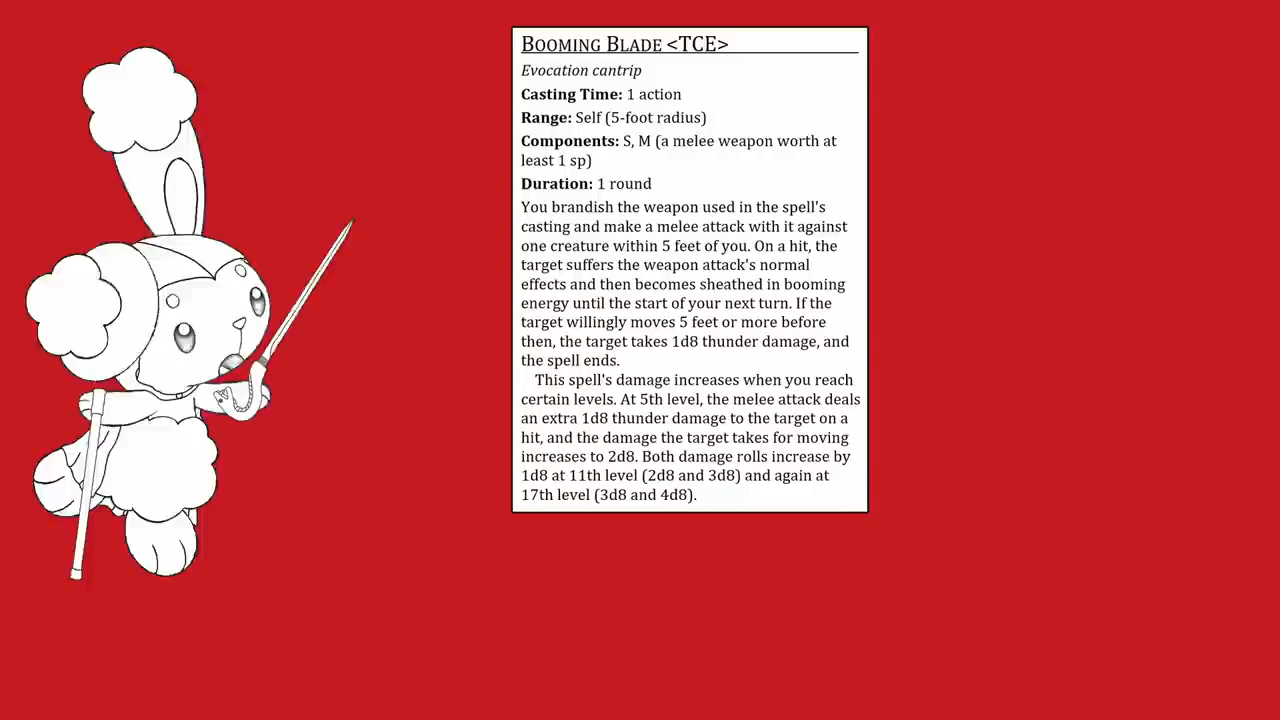 BOOMING BLADE <TCE>
Evocation cantrip
Casting Time: 1 action
Range: Self (5-foot radius)
Components: S, M (a melee weapon worth at
least 1 sp)
Duration: 1 round
You brandish the weapon used in the spell's
casting and make a melee attack with it against
one creature within 5 feet of you. On a hit, the
target suffers the weapon attack's normal
effects and then becomes sheathed in booming
energy until the start of your next turn. If the
target willingly moves 5 feet or more before
then, the target takes 1d8 thunder damage, and
the spell ends.
This spell's damage increases when you reach
certain levels. At 5th level, the melee attack deals
an extra 1d8 thunder damage to the target on a
hit, and the damage the target takes for moving
increases to 2d8. Both damage rolls increase by
1d8 at 11th level (2d8 and 3d8) and again at
17th level (3d8 and 4d8).